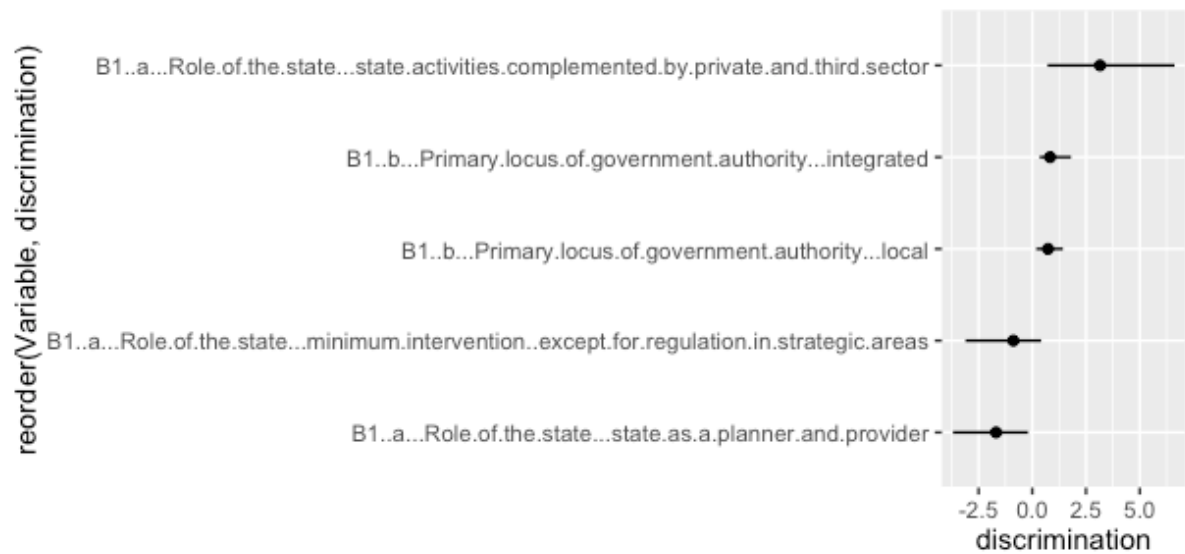 reorder(Variable, discrimination)
B1..a...Role.of.the.state...state.activities.complemented.by.private.and.third.sector
B1..b...Primary.locus.of.government.authority...integrated
B1..b...Primary.locus.of.government.authority...local
B1..a...Role.of.the.state...minimum.intervention..except.for.regulation.in.strategic.areas
B1..a...Role.of.the.state...state.as.a.planner.and.provider
-2.5 0.0 2.5 5.0
discrimination